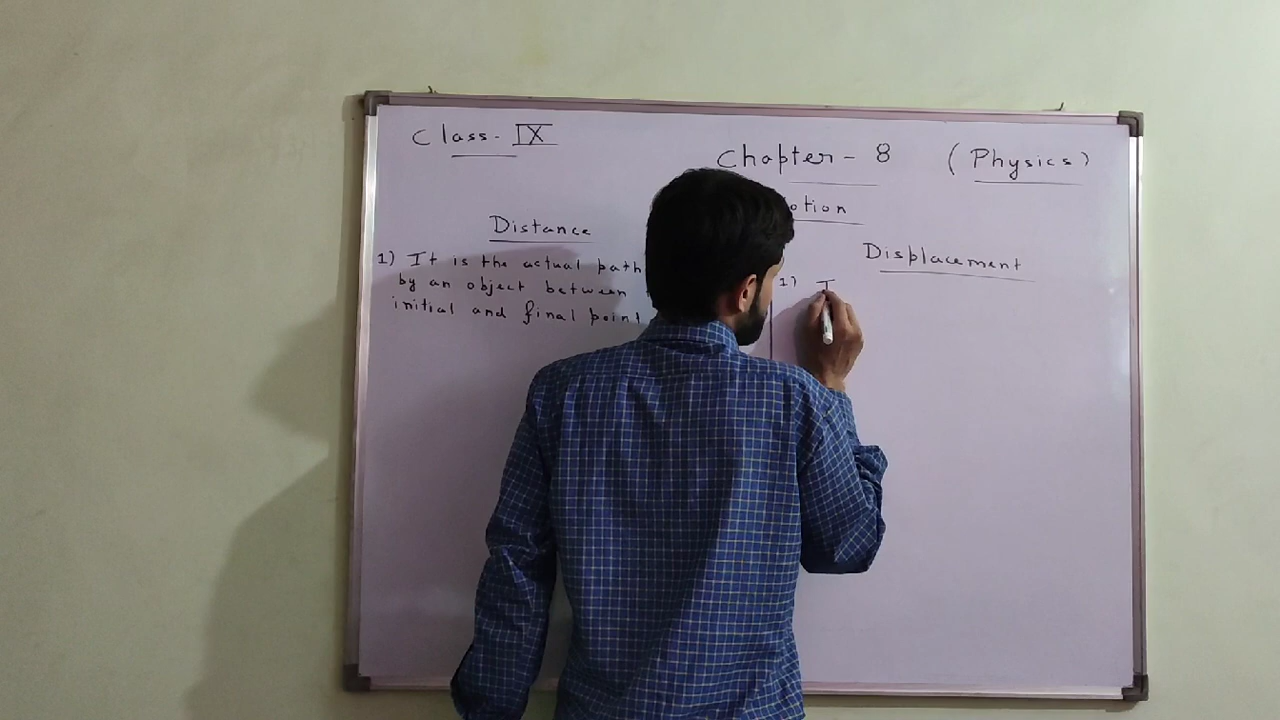 Class - IX
Chapter - 8 (Physics)
otion
Distance
Displacement
1) It is the actual path
by an object between
initial and final point
1) I